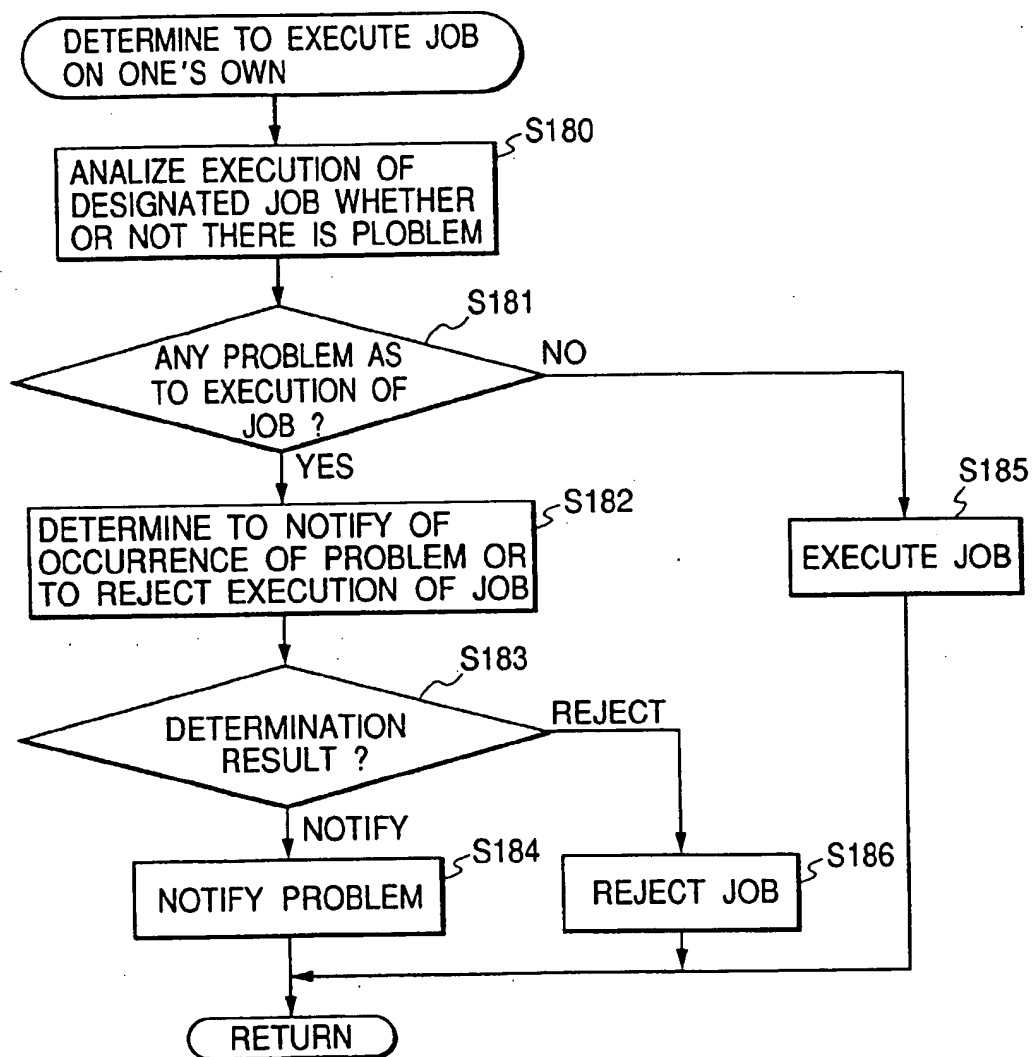 DETERMINE TO EXECUTE JOB
ON ONE'S OWN
S180
ANALIZE EXECUTION OF
DESIGNATED JOB WHETHER
OR NOT THERE IS PLOBLEM
S181
ANY PROBLEM AS
TO EXECUTION OF
JOB ?
NO
YES
S182
DETERMINE TO NOTIFY OF
OCCURRENCE OF PROBLEM OR
TO REJECT EXECUTION OF JOB
S185
EXECUTE JOB
S183
DETERMINATION
RESULT ?
REJECT
NOTIFY
S184
NOTIFY PROBLEM
S186
REJECT JOB
RETURN